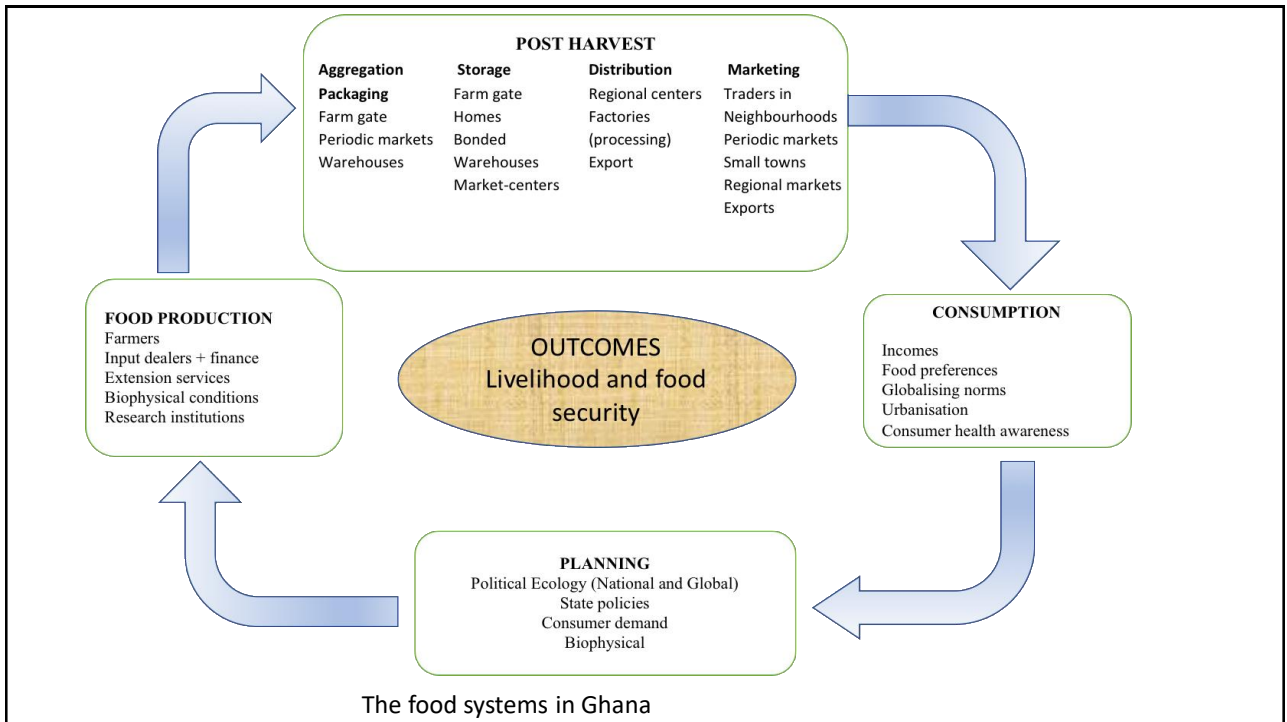 POST HARVEST
Aggregation Storage Distribution Marketing
Packaging Farm gate Regional centers Traders in
Farm gate Homes Factories Neighbourhoods
Periodic markets Bonded (processing) Periodic markets
Warehouses Warehouses Export Small towns
Market-centers Regional markets
Exports
FOOD PRODUCTION
Farmers
Input dealers + finance
Extension services
Biophysical conditions
Research institutions
OUTCOMES
Livelihood and food
security
CONSUMPTION
Incomes
Food preferences
Globalising norms
Urbanisation
Consumer health awareness
PLANNING
Political Ecology (National and Global)
State policies
Consumer demand
Biophysical
The food systems in Ghana